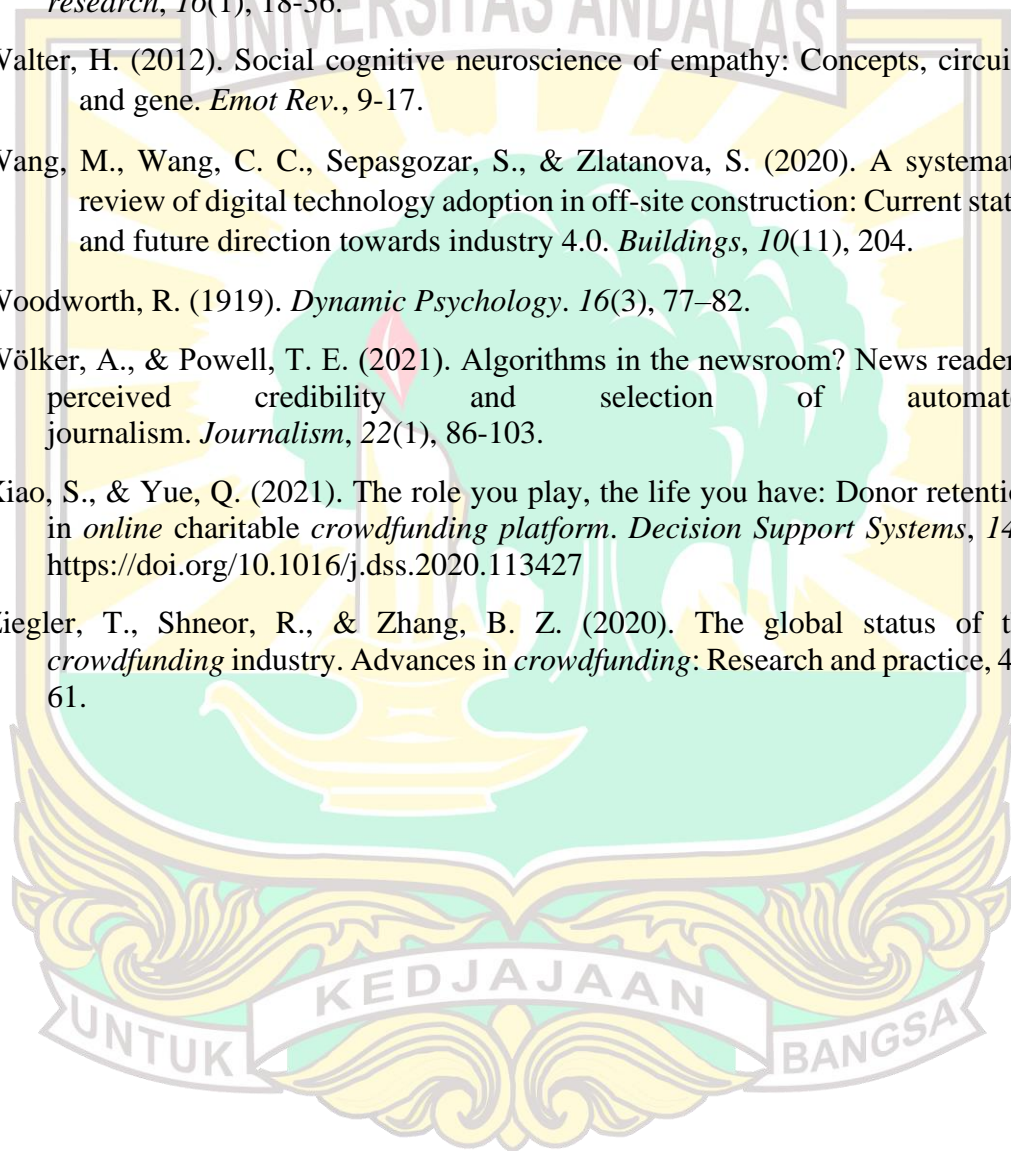 UNIVERSITAS ANDALAS
research, 16(1), 18-36.
Walter, H. (2012). Social cognitive neuroscience of empathy: Concepts, circui
and gene. Emot Rev., 9-17.
Wang, M., Wang, C. C., Sepasgozar, S., & Zlatanova, S. (2020). A systemat
review of digital technology adoption in off-site construction: Current stat
and future direction towards industry 4.0. Buildings, 10(11), 204.
Woodworth, R. (1919). Dynamic Psychology. 16(3), 77–82.
Wölker, A., & Powell, T. E. (2021). Algorithms in the newsroom? News reader
perceived credibility and selection of automate
journalism. Journalism, 22(1), 86-103.
Xiao, S., & Yue, Q. (2021). The role you play, the life you have: Donor retentio
in online charitable crowdfunding platform. Decision Support Systems, 14
https://doi.org/10.1016/j.dss.2020.113427
Ziegler, T., Shneor, R., & Zhang, B. Z. (2020). The global status of t
crowdfunding industry. Advances in crowdfunding: Research and practice, 4
61.
KEDJAJAAN
UNTUK BANGSA